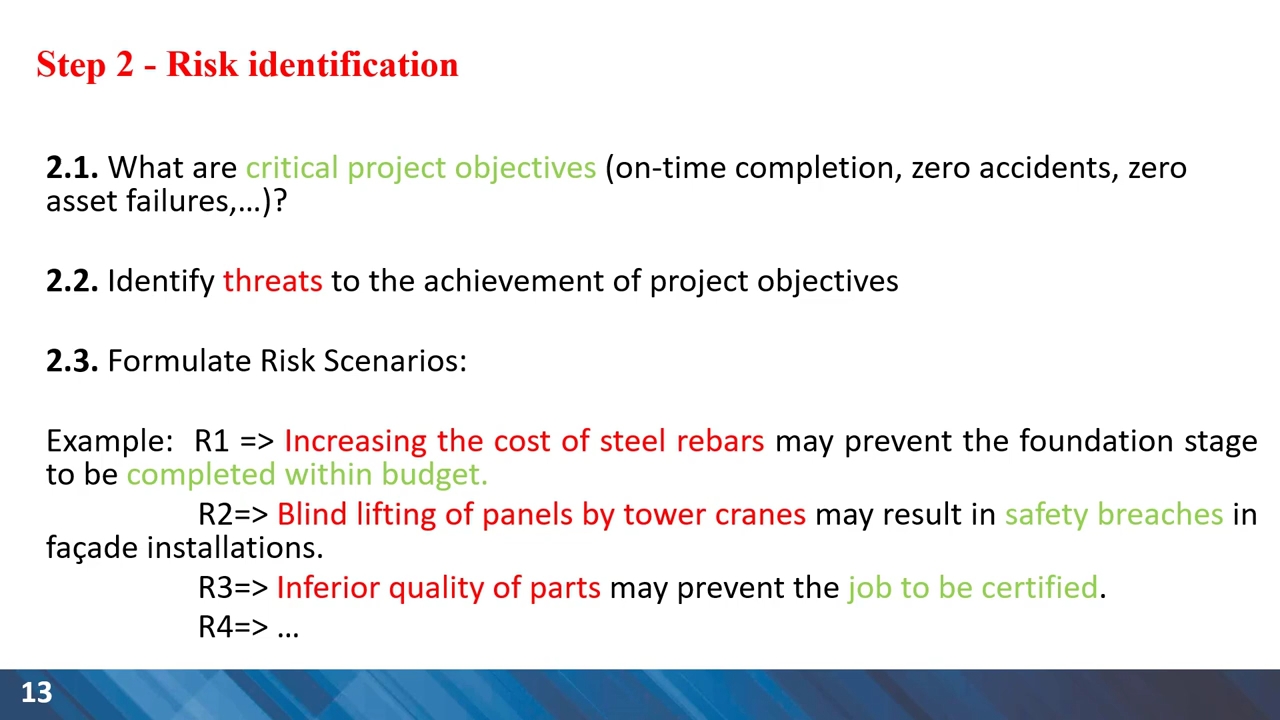 Step 2 - Risk identification
2.1. What are critical project objectives (on-time completion, zero accidents, zero
asset failures,...)?
2.2. Identify threats to the achievement of project objectives
2.3. Formulate Risk Scenarios:
Example: R1 => Increasing the cost of steel rebars may prevent the foundation stage
to be completed within budget.
R2=> Blind lifting of panels by tower cranes may result in safety breaches in
façade installations.
R3=> Inferior quality of parts may prevent the job to be certified.
R4=> ...
13